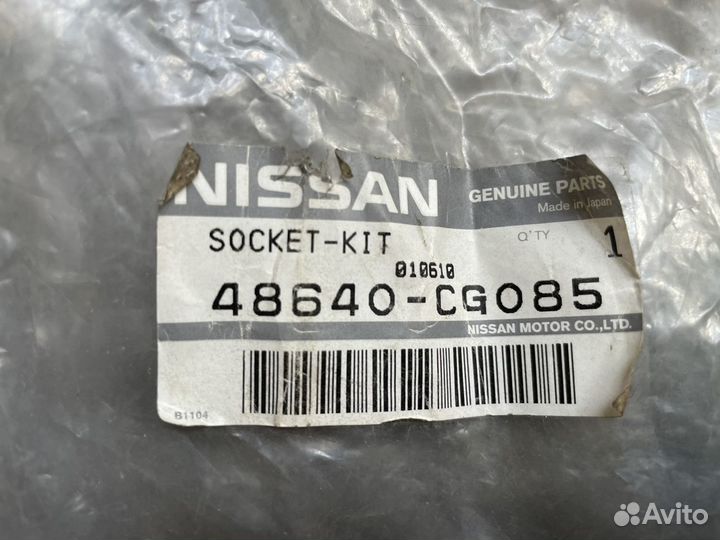 NISSAN
GENUINE PARTS
Made in Japan
SOCKET-KIT
Q'TY 1
010610
48640-CG085
NISSAN MOTOR CO.,LTD.
B1104
Avito